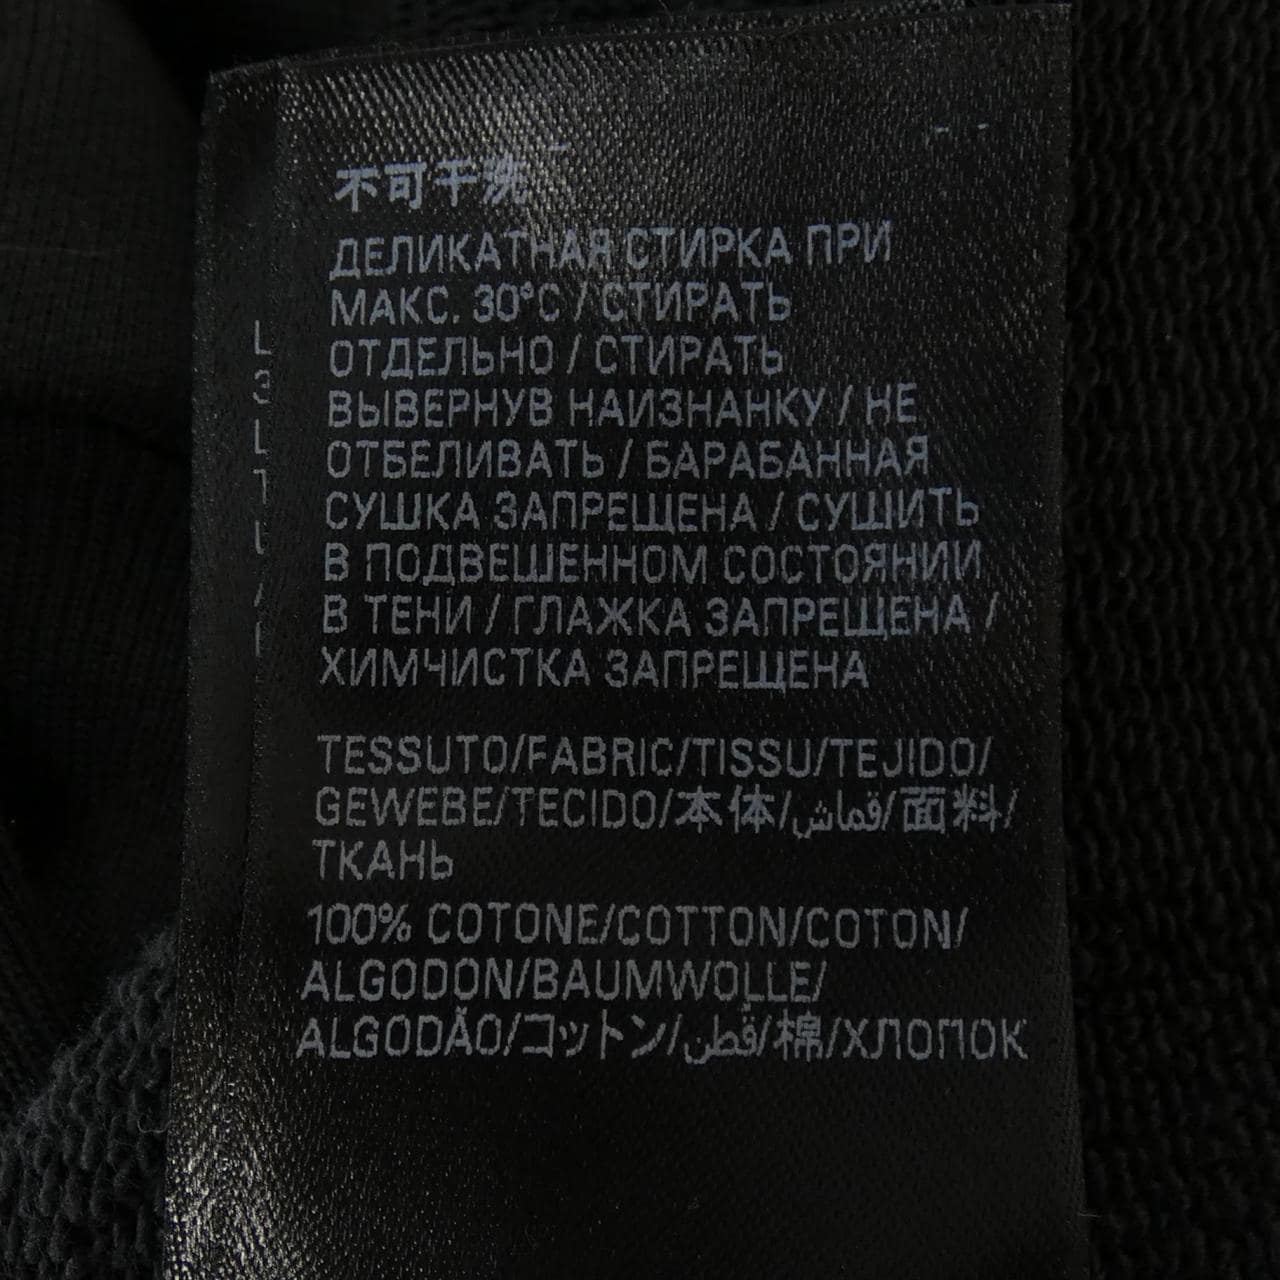 不可干洗
ДЕЛИКАТНАЯ СТИРКА ПРИ
МАКС. 30°C / СТИРАТЬ
ОТДЕЛЬНО / СТИРАТЬ
ВЫВЕРНУВ НАИЗНАНКУ / НЕ
ОТБЕЛИВАТЬ / БАРАБАННАЯ
СУШКА ЗАПРЕЩЕНА / СУШИТЬ
В ПОДВЕШЕННОМ СОСТОЯНИИ
В ТЕНИ / ГЛАЖКА ЗАПРЕЩЕНА /
ХИМЧИСТКА ЗАПРЕЩЕНА
TESSUTO/FABRIC/TISSU/TEJIDO/
GEWEBE/TECIDO/本体/قماش/面料/
ТКАНЬ
100% COTONE/COTTON/COTON/
ALGODON/BAUMWOLLE/
ALGODÃO/コットン/قطن/棉/ХЛОПОК